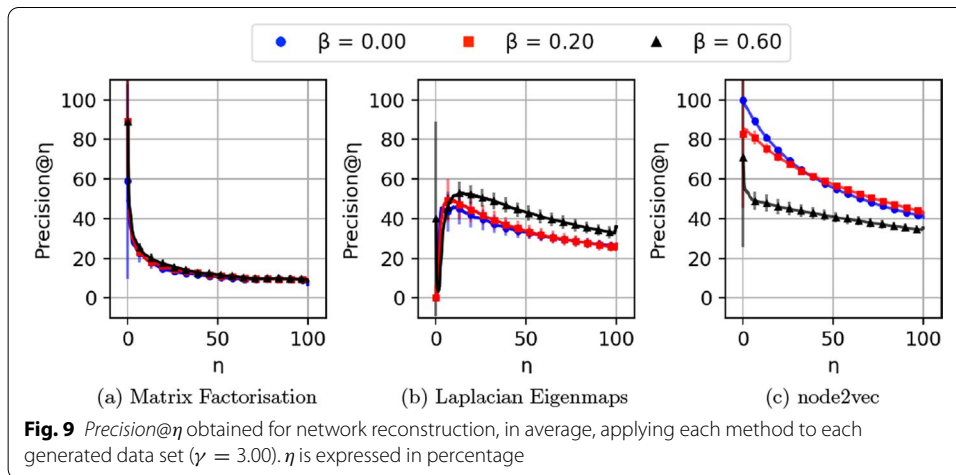 β = 0.00 β = 0.20 β = 0.60
Precision@η
100
80
60
40
20
0
0 50 100
η
(a) Matrix Factorisation
Precision@η
100
80
60
40
20
0
0 50 100
η
(b) Laplacian Eigenmaps
Precision@η
100
80
60
40
20
0
0 50 100
η
(c) node2vec
Fig. 9 Precision@η obtained for network reconstruction, in average, applying each method to each
generated data set (γ = 3.00). η is expressed in percentage